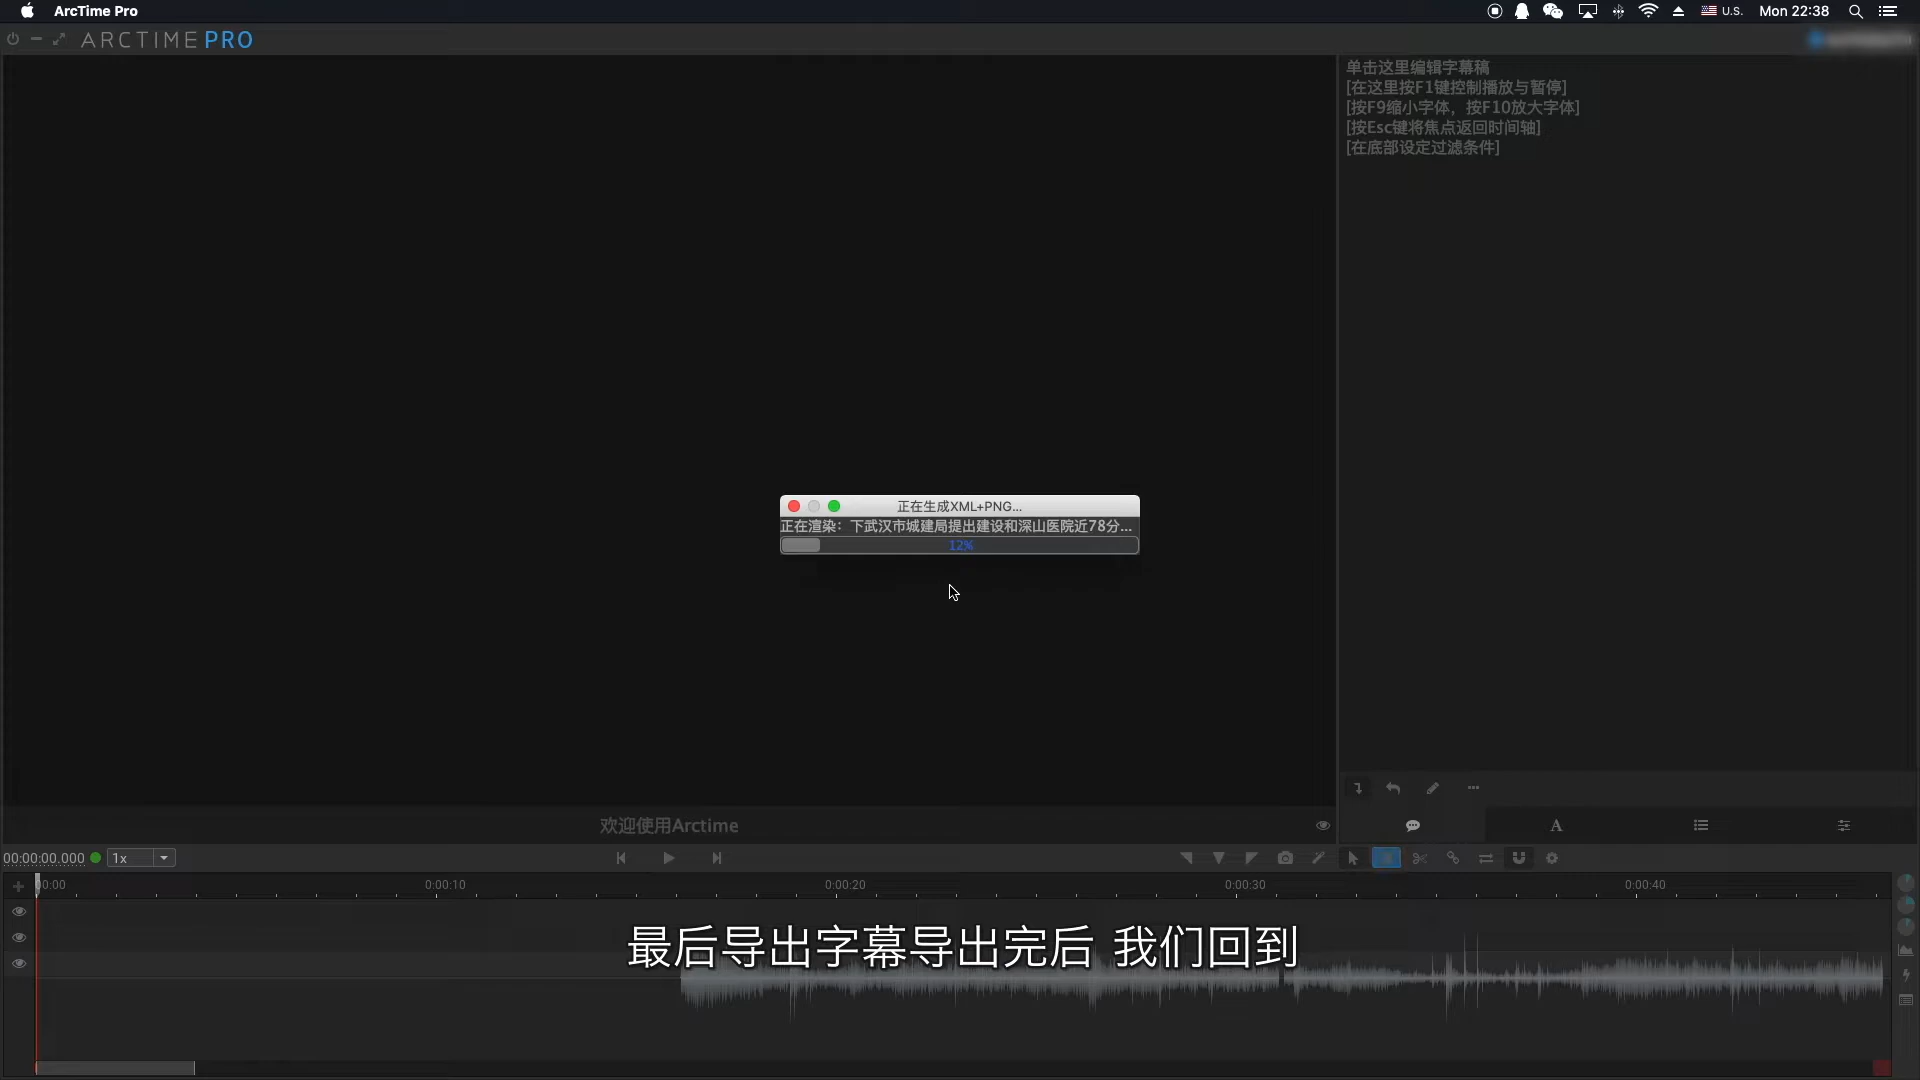 ArcTime Pro
U.S.
Mon 22:38
ARCTIMEPRO
单击这里编辑字幕稿
[在这里按F1键控制播放与暂停]
[按F9缩小字体，按F10放大字体]
[按Esc键将焦点返回时间轴]
[在底部设定过滤条件]
正在生成XML+PNG...
正在渲染：下武汉市城建局提出建设和深山医院近78分...
12%
欢迎使用Arctime
A
00:00:00.000
1x
0:00
0:00:10
0:00:20
0:00:30
0:00:40
最后导出字幕导出完后 我们回到